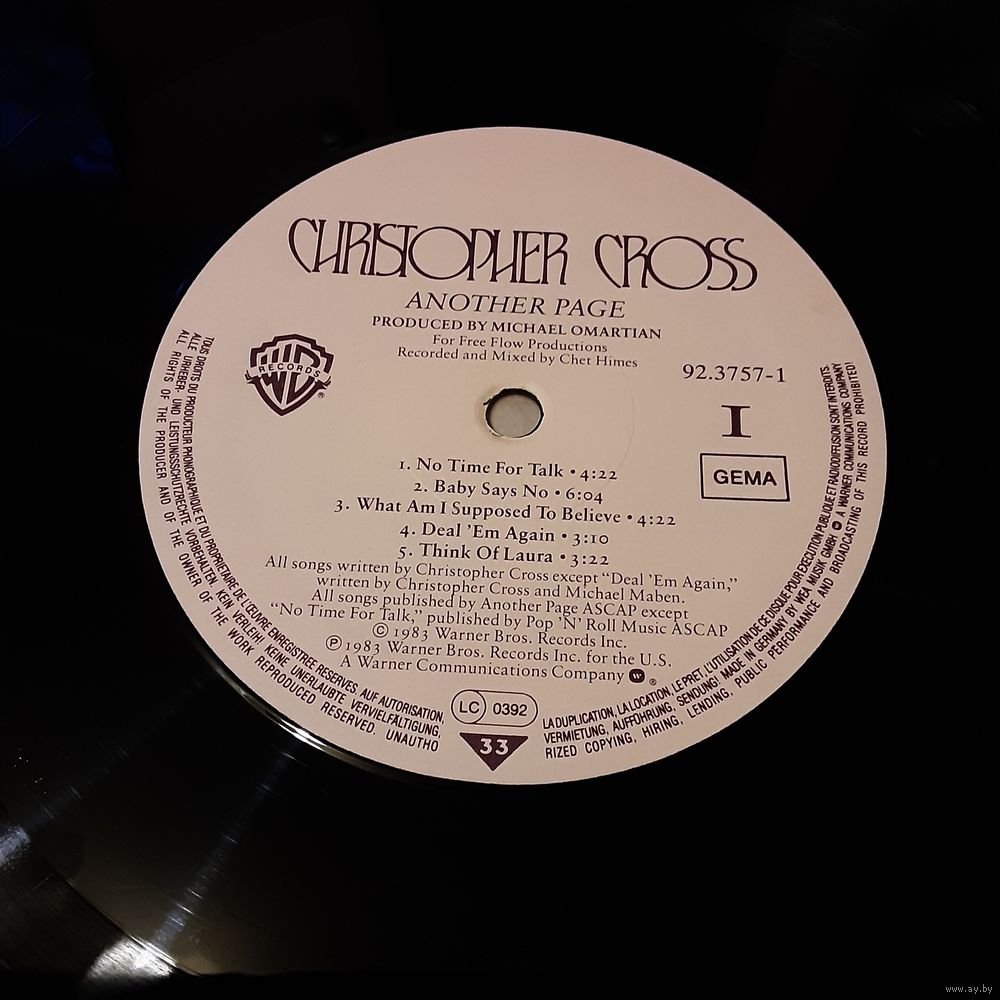 CHRISTOPHER CROSS
ANOTHER PAGE
PRODUCED BY MICHAEL OMARTIAN
For Free Flow Productions
Recorded and Mixed by Chet Himes
W RECORDS ®
92.3757-1
I
GEMA
1. No Time For Talk • 4:22
2. Baby Says No • 6:04
3. What Am I Supposed To Believe • 4:22
4. Deal 'Em Again • 3:10
5. Think Of Laura • 3:22
All songs written by Christopher Cross except "Deal 'Em Again,"
written by Christopher Cross and Michael Maben.
All songs published by Another Page ASCAP except
"No Time For Talk," published by Pop 'N' Roll Music ASCAP
© 1983 Warner Bros. Records Inc.
℗ 1983 Warner Bros. Records Inc. for the U.S.
A Warner Communications Company ®
LC 0392
33
TOUS DROITS DU PRODUCTEUR PHONOGRAPHIQUE ET DU PROPRIETAIRE DE L'ŒUVRE ENREGISTREE RESERVES. AUF AUTORISATION,
LA DUPLICATION, LA LOCATION, LE PRET, L'UTILISATION DE CE DISQUE POUR EXECUTION PUBLIQUE ET RADIODIFFUSION SONT INTERDITS.
ALLE URHEBER- UND LEISTUNGSSCHUTZRECHTE VORBEHALTEN. KEIN VERLEIH! KEINE UNERLAUBTE VERVIELFÄLTIGUNG,
VERMIETUNG, AUFFÜHRUNG, SENDUNG! MADE IN GERMANY BY WEA MUSIK GMBH A WARNER COMMUNICATIONS COMPANY
ALL RIGHTS OF THE PRODUCER AND OF THE OWNER OF THE WORK REPRODUCED RESERVED. UNAUTHO
RIZED COPYING, HIRING, LENDING, PUBLIC PERFORMANCE AND BROADCASTING OF THIS RECORD PROHIBITED!
www.ay.by